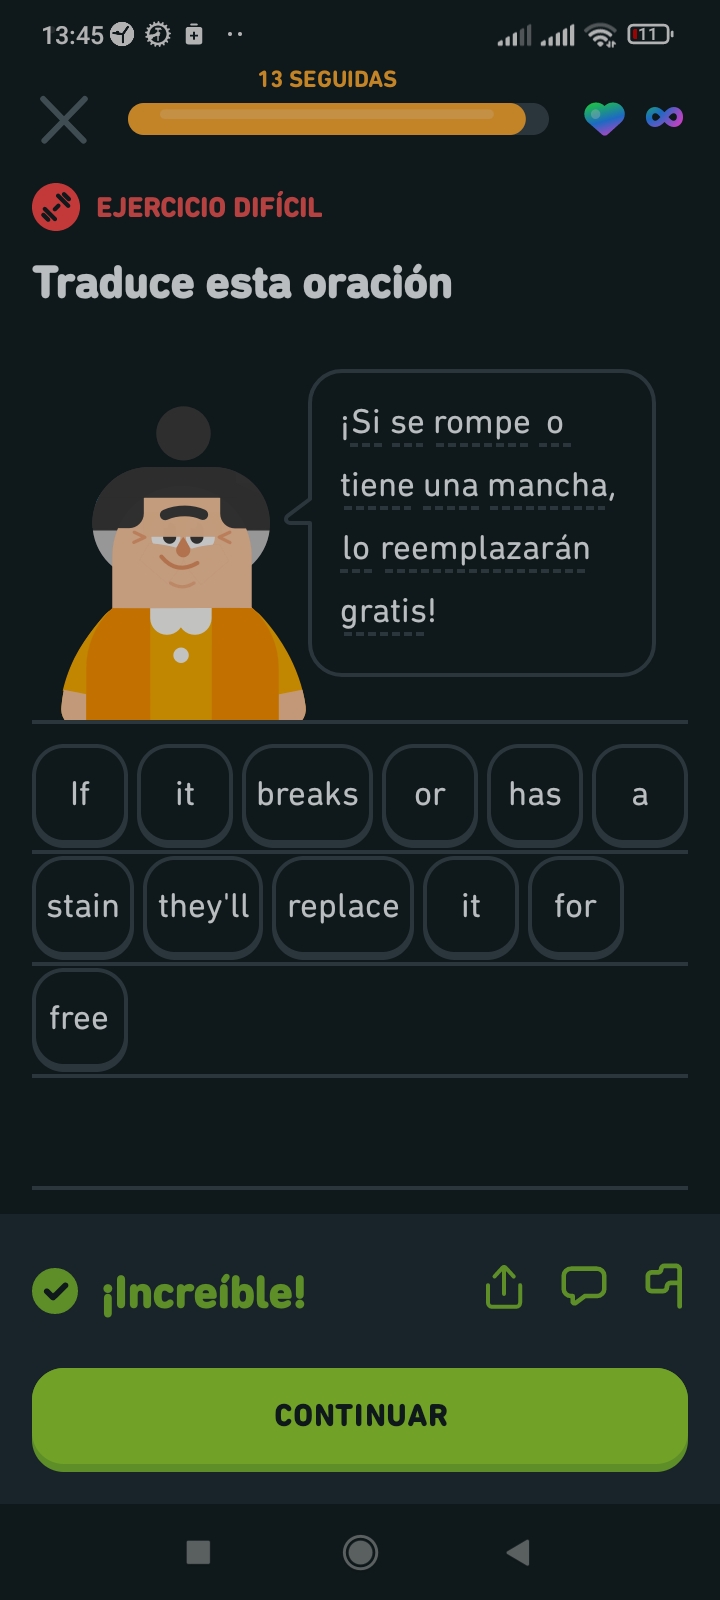 13:45
11
13 SEGUIDAS
EJERCICIO DIFÍCIL
Traduce esta oración
¡Si se rompe o
tiene una mancha,
lo reemplazarán
gratis!
If it breaks or has a
stain they'll replace it for
free
¡Increíble!
CONTINUAR